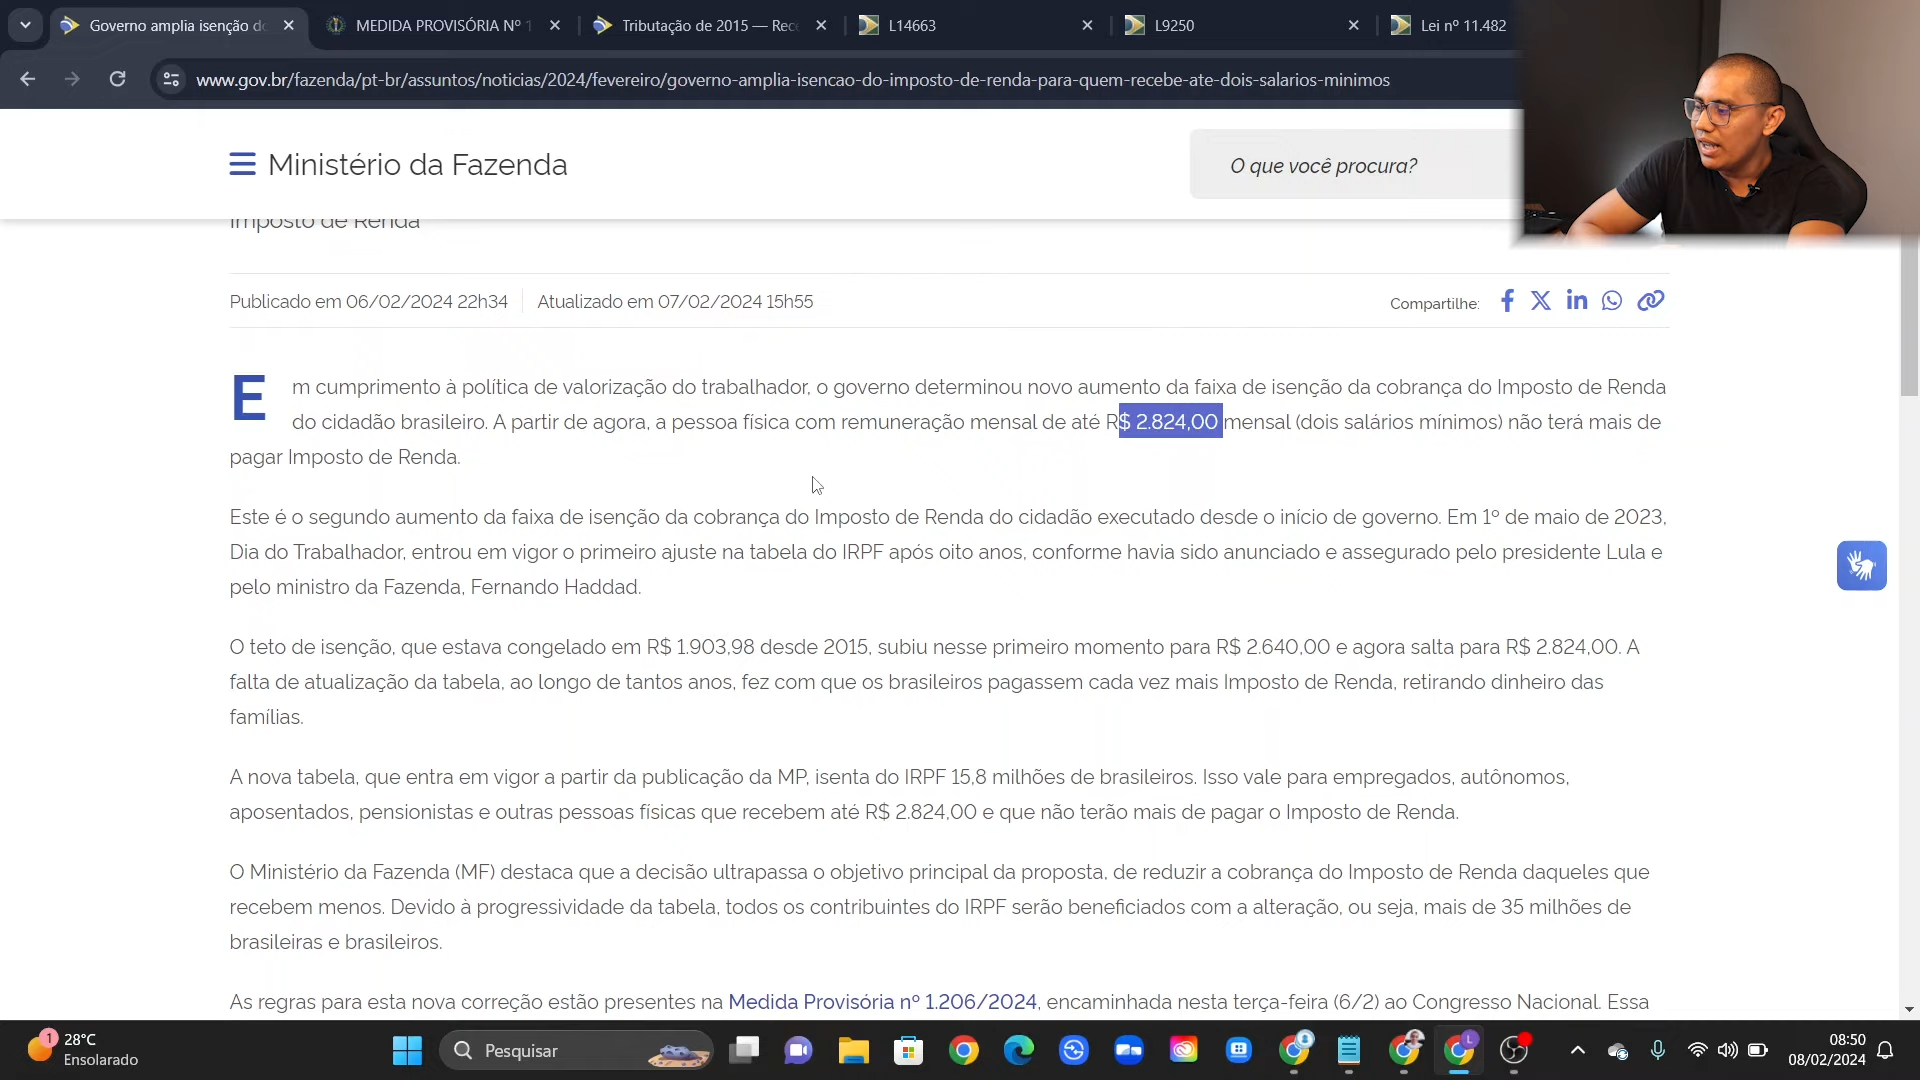 Governo amplia isenção do
MEDIDA PROVISÓRIA Nº 1
Tributação de 2015 — Rece
L14663
L9250
Lei nº 11.482
www.gov.br/fazenda/pt-br/assuntos/noticias/2024/fevereiro/governo-amplia-isencao-do-imposto-de-renda-para-quem-recebe-ate-dois-salarios-minimos
Ministério da Fazenda
O que você procura?
Imposto de Renda
Publicado em 06/02/2024 22h34
Atualizado em 07/02/2024 15h55
Compartilhe:
Em cumprimento à política de valorização do trabalhador, o governo determinou novo aumento da faixa de isenção da cobrança do Imposto de Renda
do cidadão brasileiro. A partir de agora, a pessoa física com remuneração mensal de até R$ 2.824,00 mensal (dois salários mínimos) não terá mais de
pagar Imposto de Renda.
Este é o segundo aumento da faixa de isenção da cobrança do Imposto de Renda do cidadão executado desde o início de governo. Em 1º de maio de 2023,
Dia do Trabalhador, entrou em vigor o primeiro ajuste na tabela do IRPF após oito anos, conforme havia sido anunciado e assegurado pelo presidente Lula e
pelo ministro da Fazenda, Fernando Haddad.
O teto de isenção, que estava congelado em R$ 1.903,98 desde 2015, subiu nesse primeiro momento para R$ 2.640,00 e agora salta para R$ 2.824,00. A
falta de atualização da tabela, ao longo de tantos anos, fez com que os brasileiros pagassem cada vez mais Imposto de Renda, retirando dinheiro das
famílias.
A nova tabela, que entra em vigor a partir da publicação da MP, isenta do IRPF 15,8 milhões de brasileiros. Isso vale para empregados, autônomos,
aposentados, pensionistas e outras pessoas físicas que recebem até R$ 2.824,00 e que não terão mais de pagar o Imposto de Renda.
O Ministério da Fazenda (MF) destaca que a decisão ultrapassa o objetivo principal da proposta, de reduzir a cobrança do Imposto de Renda daqueles que
recebem menos. Devido à progressividade da tabela, todos os contribuintes do IRPF serão beneficiados com a alteração, ou seja, mais de 35 milhões de
brasileiras e brasileiros.
As regras para esta nova correção estão presentes na Medida Provisória nº 1.206/2024, encaminhada nesta terça-feira (6/2) ao Congresso Nacional. Essa
1
28°C
Ensolarado
Pesquisar
L
08:50
08/02/2024